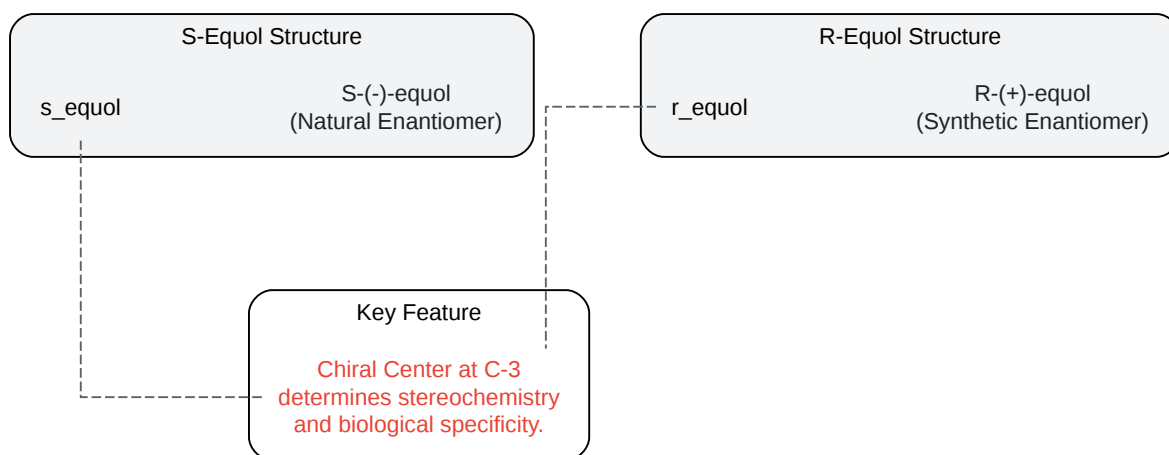 S-Equol Structure
s_equol
S-(-)-equol
(Natural Enantiomer)
R-Equol Structure
r_equol
R-(+)-equol
(Synthetic Enantiomer)
Key Feature
Chiral Center at C-3
determines stereochemistry
and biological specificity.